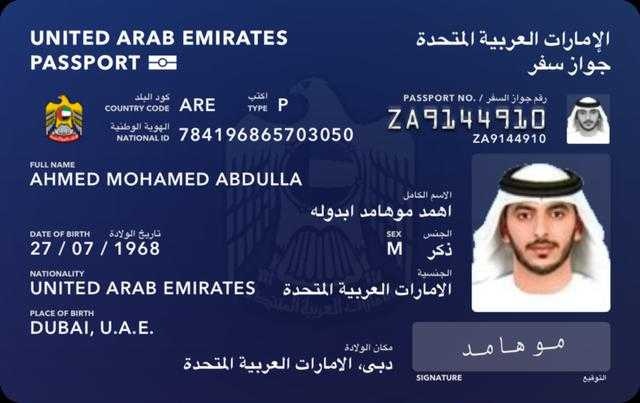 UNITED ARAB EMIRATES
الإمارات العربية المتحدة
PASSPORT
جواز سفر
كود البلد
COUNTRY CODE ARE
اكتب
TYPE P
PASSPORT NO. / رقم جواز السفر
ZA9144910
ZA9144910
الهوية الوطنية
NATIONAL ID 784196865703050
FULL NAME
AHMED MOHAMED ABDULLA
الاسم الكامل
اهمد موهامد ابدوله
DATE OF BIRTH تاريخ الولادة
27 / 07 / 1968
SEX الجنس
M ذكر
NATIONALITY الجنسية
UNITED ARAB EMIRATES الامارات العربية المتحدة
PLACE OF BIRTH
DUBAI, U.A.E.
مكان الولادة
دبى، الامارات العربية المتحدة
موهامد
SIGNATURE التوقيع